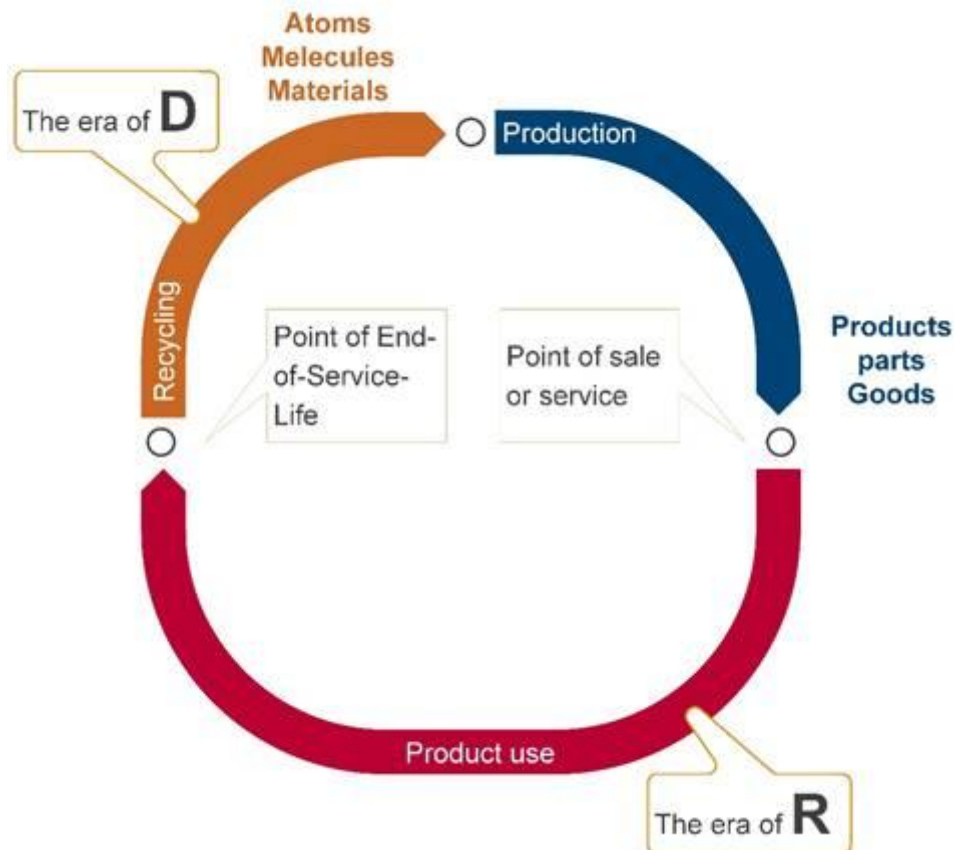 Atoms
Melecules
Materials
The era of D
Production
Recycling
Point of End-
of-Service-
Life
Point of sale
or service
Products
parts
Goods
Product use
The era of R